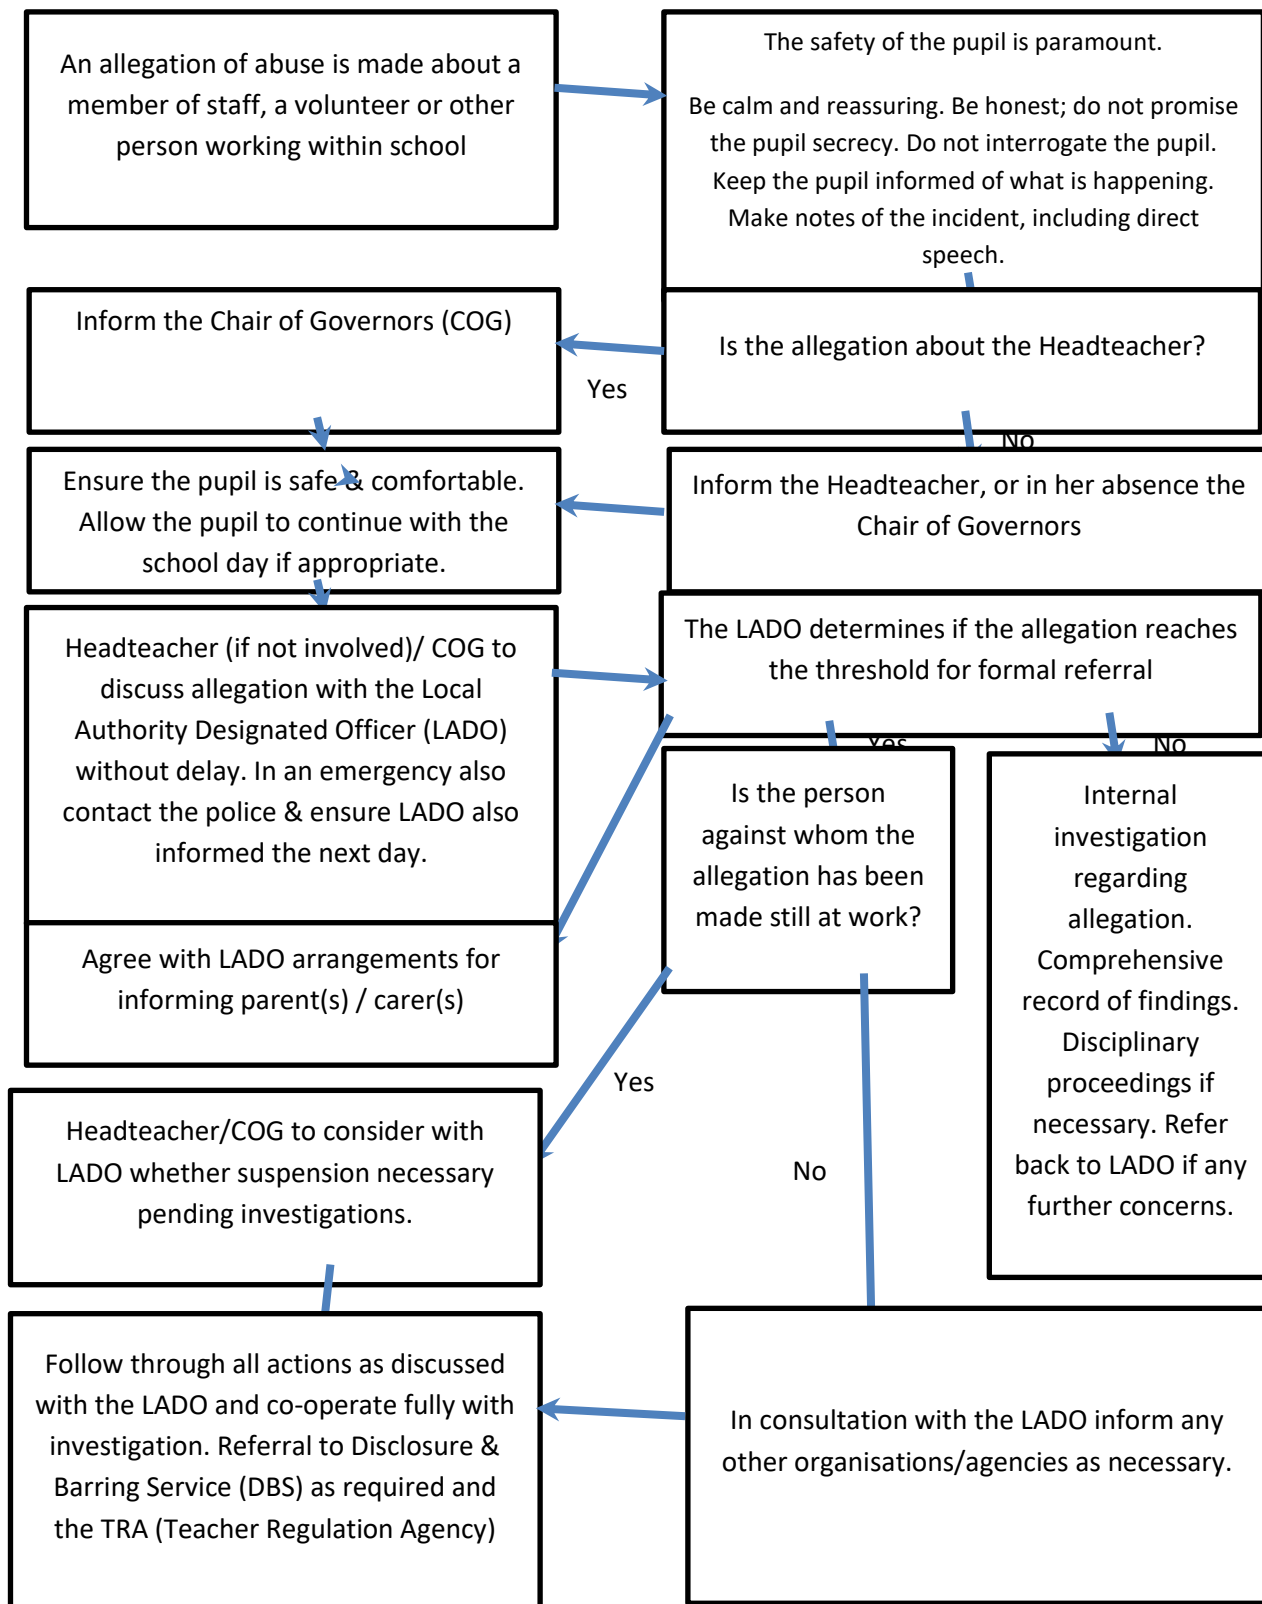 An allegation of abuse is made about a
member of staff, a volunteer or other
person working within school
The safety of the pupil is paramount.
Be calm and reassuring. Be honest; do not promise
the pupil secrecy. Do not interrogate the pupil.
Keep the pupil informed of what is happening.
Make notes of the incident, including direct
speech.
Is the allegation about the Headteacher?
Yes
Inform the Chair of Governors (COG)
No
Inform the Headteacher, or in her absence the
Chair of Governors
Ensure the pupil is safe & comfortable.
Allow the pupil to continue with the
school day if appropriate.
Headteacher (if not involved)/ COG to
discuss allegation with the Local
Authority Designated Officer (LADO)
without delay. In an emergency also
contact the police & ensure LADO also
informed the next day.
The LADO determines if the allegation reaches
the threshold for formal referral
Agree with LADO arrangements for
informing parent(s) / carer(s)
Yes
No
Is the person
against whom the
allegation has been
made still at work?
Internal
investigation
regarding
allegation.
Comprehensive
record of findings.
Disciplinary
proceedings if
necessary. Refer
back to LADO if any
further concerns.
Yes
No
Headteacher/COG to consider with
LADO whether suspension necessary
pending investigations.
In consultation with the LADO inform any
other organisations/agencies as necessary.
Follow through all actions as discussed
with the LADO and co-operate fully with
investigation. Referral to Disclosure &
Barring Service (DBS) as required and
the TRA (Teacher Regulation Agency)